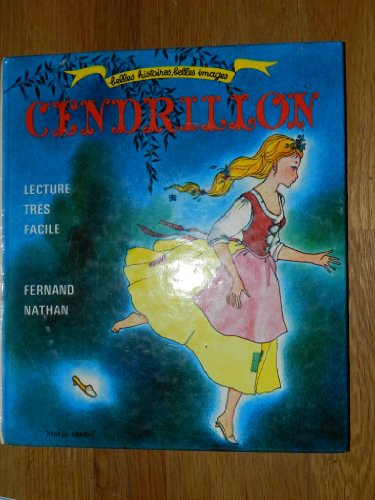 belles histoires, belles images
CENDRILLON
LECTURE
TRÈS
FACILE
FERNAND
NATHAN